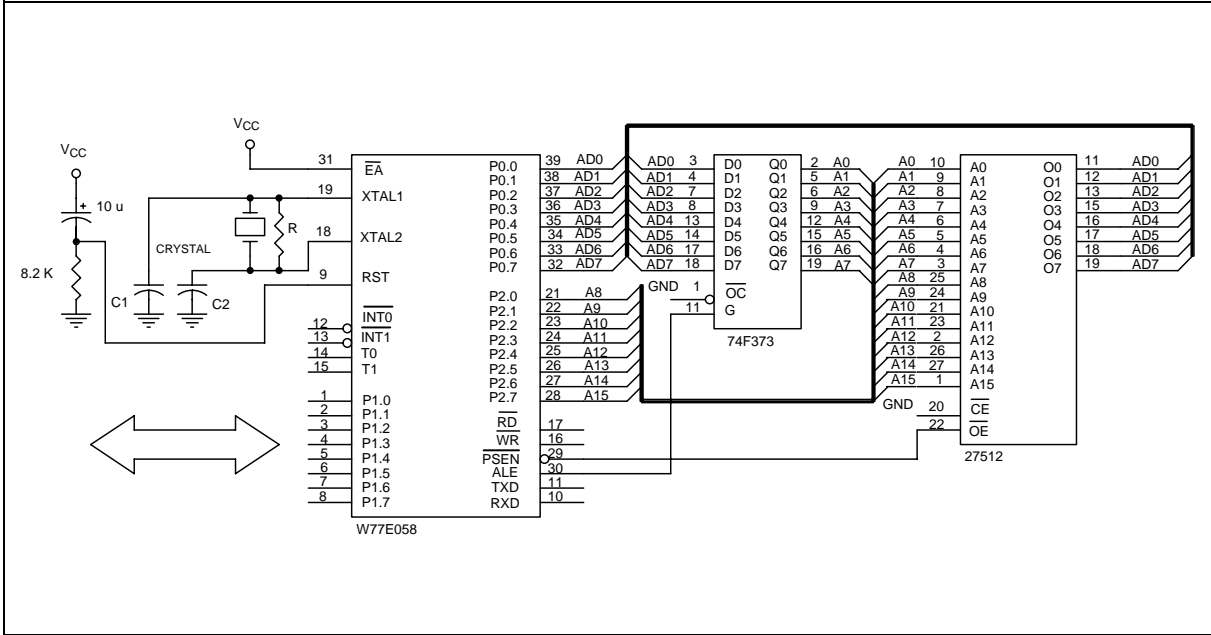 VCC
VCC
+ 10 u
8.2 K
CRYSTAL
R
C1
C2
31 EA
19 XTAL1
18 XTAL2
9 RST
12 INT0
13 INT1
14 T0
15 T1
1 P1.0
2 P1.1
3 P1.2
4 P1.3
5 P1.4
6 P1.5
7 P1.6
8 P1.7
P0.0 39 AD0
P0.1 38 AD1
P0.2 37 AD2
P0.3 36 AD3
P0.4 35 AD4
P0.5 34 AD5
P0.6 33 AD6
P0.7 32 AD7
P2.0 21 A8
P2.1 22 A9
P2.2 23 A10
P2.3 24 A11
P2.4 25 A12
P2.5 26 A13
P2.6 27 A14
P2.7 28 A15
RD 17
WR 16
PSEN 29
ALE 30
TXD 11
RXD 10
W77E058
AD0 3 D0 Q0 2 A0
AD1 4 D1 Q1 5 A1
AD2 7 D2 Q2 6 A2
AD3 8 D3 Q3 9 A3
AD4 13 D4 Q4 12 A4
AD5 14 D5 Q5 15 A5
AD6 17 D6 Q6 16 A6
AD7 18 D7 Q7 19 A7
GND 1 OC
11 G
74F373
A0 10 A0 O0 11 AD0
A1 9 A1 O1 12 AD1
A2 8 A2 O2 13 AD2
A3 7 A3 O3 15 AD3
A4 6 A4 O4 16 AD4
A5 5 A5 O5 17 AD5
A6 4 A6 O6 18 AD6
A7 3 A7 O7 19 AD7
A8 25 A8
A9 24 A9
A10 21 A10
A11 23 A11
A12 2 A12
A13 26 A13
A14 27 A14
A15 1 A15
GND 20 CE
22 OE
27512